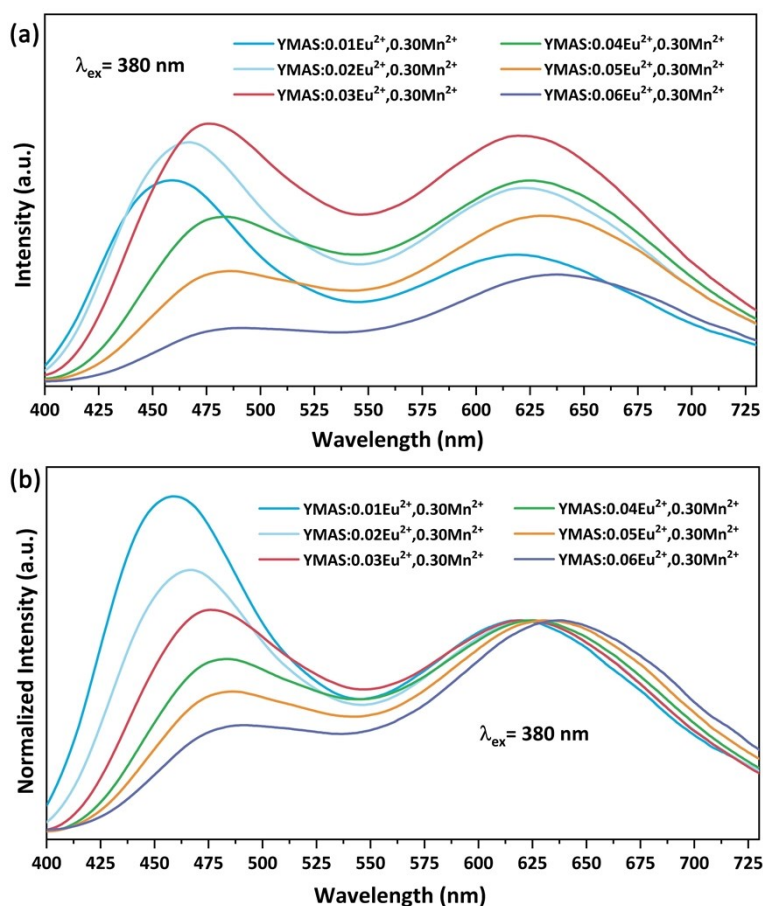 (a)
λex= 380 nm
YMAS:0.01Eu²⁺,0.30Mn²⁺
YMAS:0.02Eu²⁺,0.30Mn²⁺
YMAS:0.03Eu²⁺,0.30Mn²⁺
YMAS:0.04Eu²⁺,0.30Mn²⁺
YMAS:0.05Eu²⁺,0.30Mn²⁺
YMAS:0.06Eu²⁺,0.30Mn²⁺
Intensity (a.u.)
400 425 450 475 500 525 550 575 600 625 650 675 700 725
Wavelength (nm)
(b)
YMAS:0.01Eu²⁺,0.30Mn²⁺
YMAS:0.02Eu²⁺,0.30Mn²⁺
YMAS:0.03Eu²⁺,0.30Mn²⁺
YMAS:0.04Eu²⁺,0.30Mn²⁺
YMAS:0.05Eu²⁺,0.30Mn²⁺
YMAS:0.06Eu²⁺,0.30Mn²⁺
λex= 380 nm
Normalized Intensity (a.u.)
400 425 450 475 500 525 550 575 600 625 650 675 700 725
Wavelength (nm)